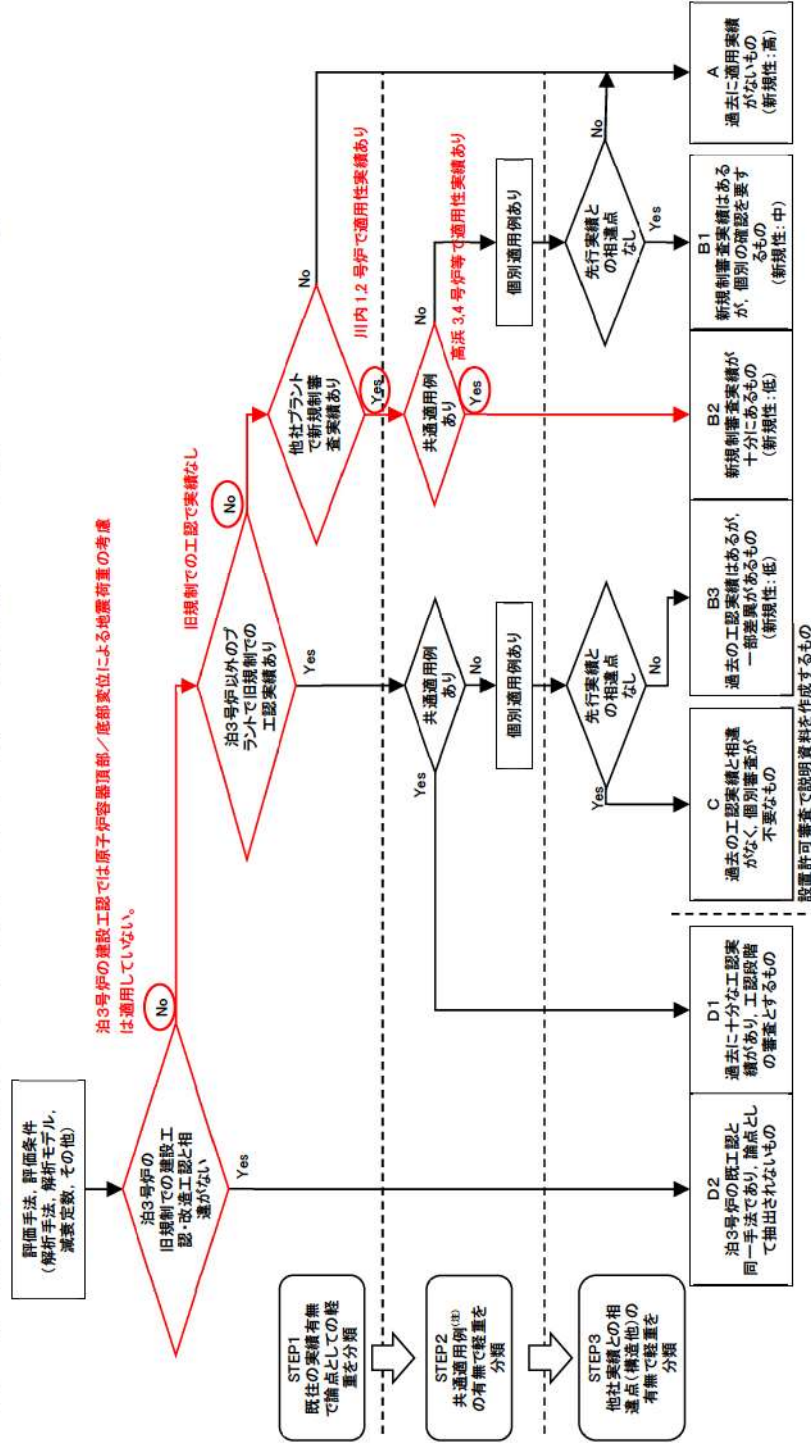 評価手法，評価条件
（解析手法，解析モデル，
減衰定数，その他）
泊3号炉の
旧規制での建設工
認・改造工認と相
違がない
No
Yes
泊3号炉の建設工認では原子炉容器頂部／底部変位による地震荷重の考慮
は適用していない。
泊3号炉以外のプ
ラントで旧規制での
工認実績あり
No
Yes
旧規制での工認で実績なし
他社プラント
で新規制審
査実績あり
No
Yes
川内 1,2 号炉で適用性実績あり
STEP1
既往の実績有無
で論点としての軽
重を分類
STEP2
共通適用例(注)
の有無で軽重を
分類
共通適用例
あり
Yes
No
共通適用例
あり
Yes
No
高浜 3,4 号炉等で適用性実績あり
個別適用例あり
個別適用例あり
STEP3
他社実績との相
違点（構造他）の
有無で軽重を
分類
先行実績と
の相違点
なし
Yes
No
先行実績と
の相違点
なし
No
Yes
D2
泊3号炉の既工認と
同一手法であり，論点とし
て抽出されないもの
D1
過去に十分な工認実
績があり，工認段階
の審査とするもの
C
過去の工認実績と相違
がなく，個別審査が
不要なもの
B3
過去の工認実績はあるが，
一部差異があるもの
（新規性：低）
B2
新規制審査実績が
十分にあるもの
（新規性：低）
B1
新規制審査実績はある
が，個別の確認を要す
るもの
（新規性：中）
A
過去に適用実績
がないもの
（新規性：高）
設置許可審査で説明資料を作成するもの